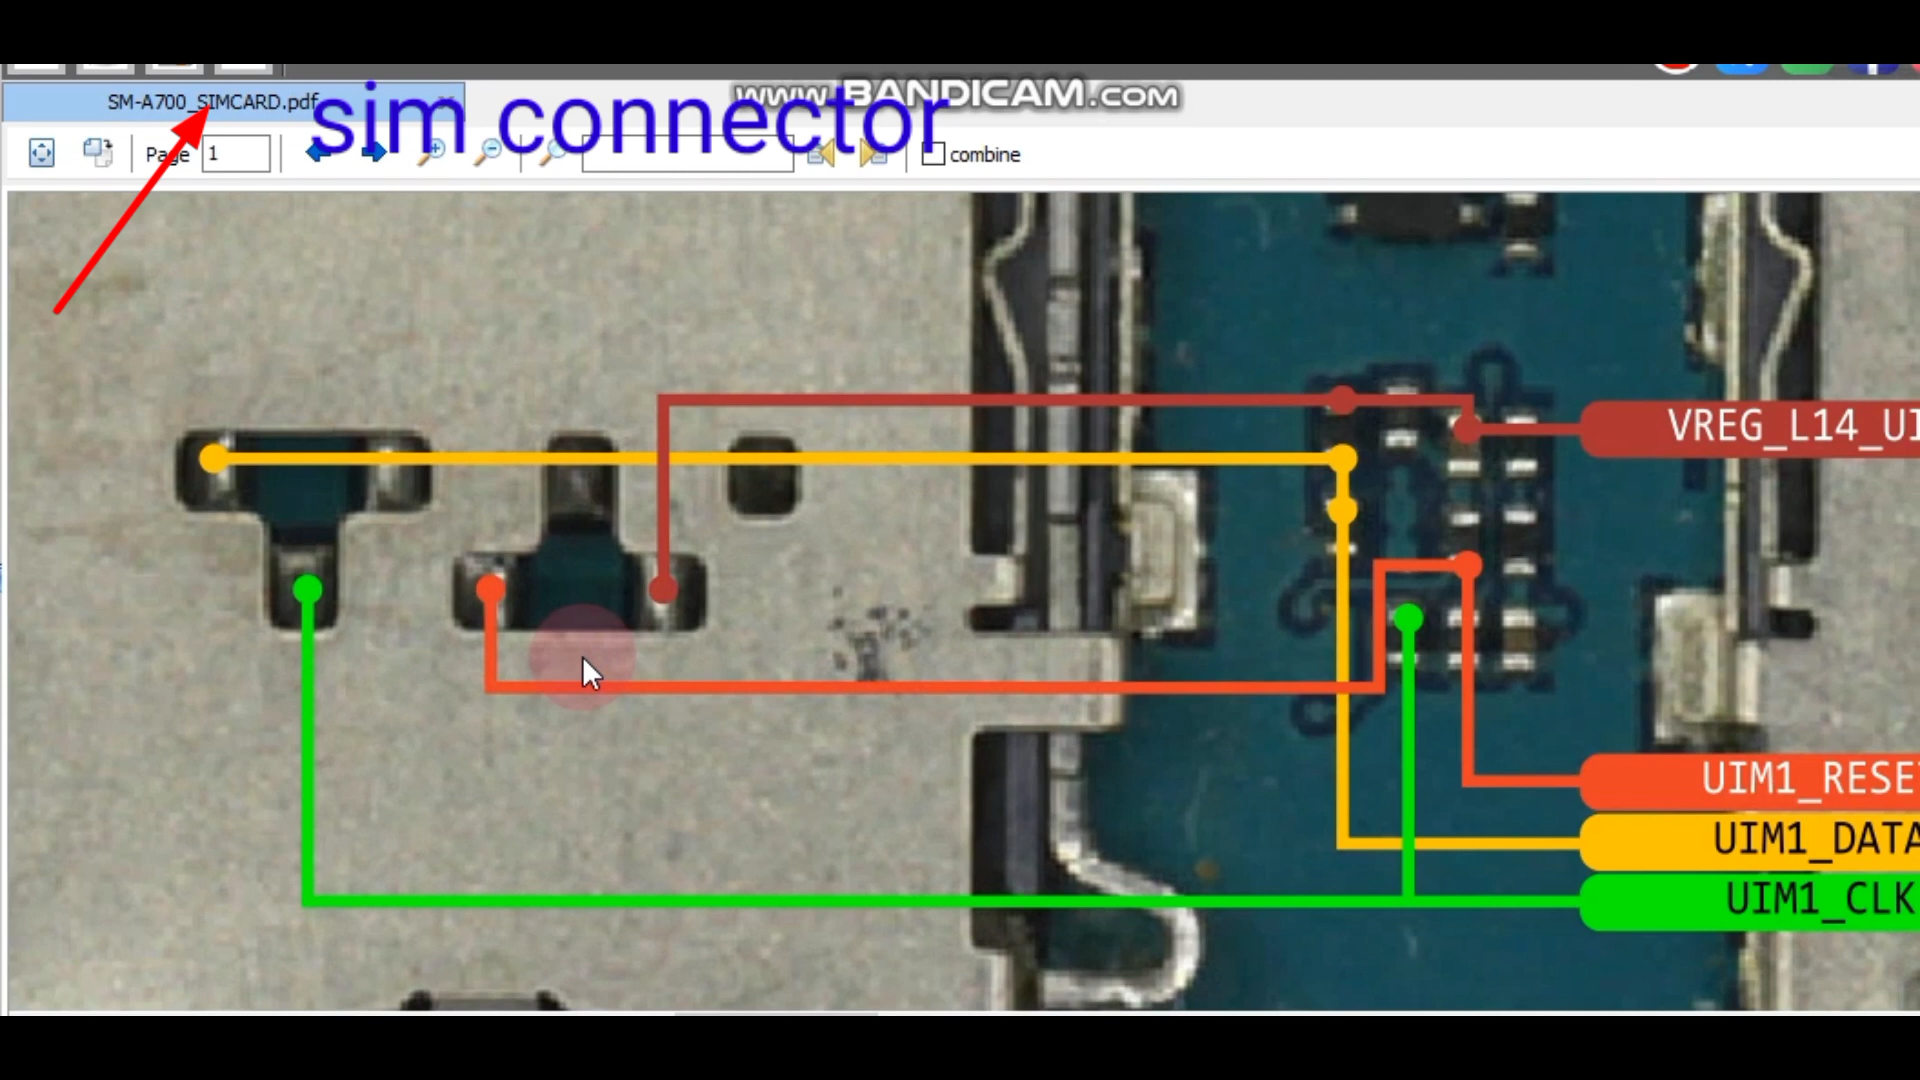 www.BANDICAM.com
SM-A700_SIMCARD.pdf
sim connector
Page 1
combine
VREG_L14_UI
UIM1_RESE
UIM1_DATA
UIM1_CLK